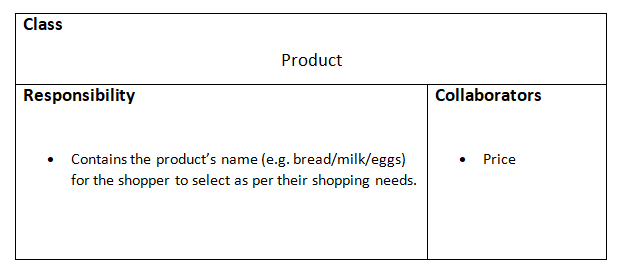 Class
Product
Responsibility
Collaborators
• Contains the product’s name (e.g. bread/milk/eggs)
for the shopper to select as per their shopping needs.
• Price